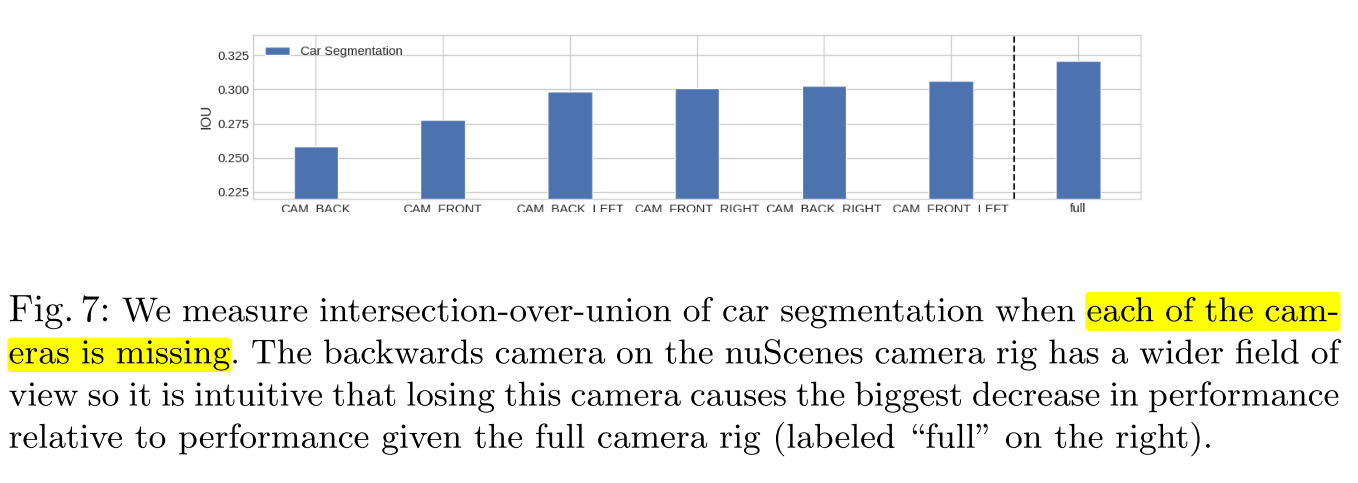 Car Segmentation
0.325
0.300
0.275
0.250
0.225
IOU
CAM_BACK CAM_FRONT CAM_BACK_LEFT CAM_FRONT_RIGHT CAM_BACK_RIGHT CAM_FRONT_LEFT full
Fig. 7: We measure intersection-over-union of car segmentation when each of the cam-
eras is missing. The backwards camera on the nuScenes camera rig has a wider field of
view so it is intuitive that losing this camera causes the biggest decrease in performance
relative to performance given the full camera rig (labeled “full” on the right).